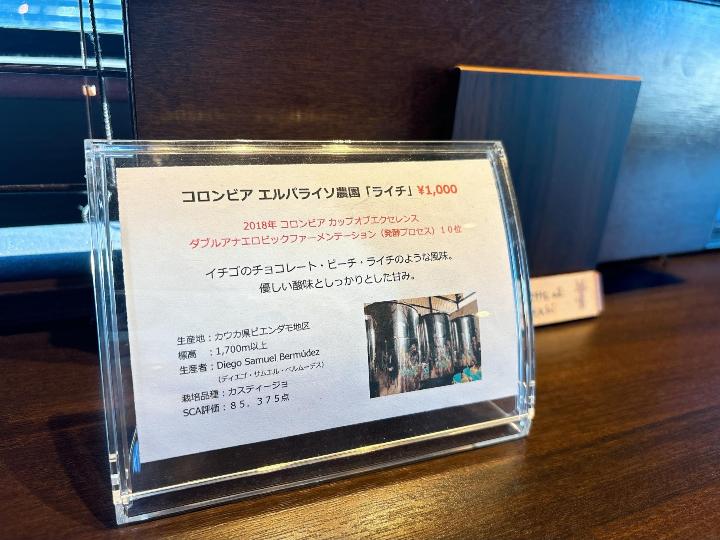 コロンビア エルパライソ農園「ライチ」¥1,000
2018年 コロンビア カップオブエクセレンス
ダブルアナエロビックファーメンテーション（発酵プロセス）１０位
イチゴのチョコレート・ピーチ・ライチのような風味。
優しい酸味としっかりとした甘み。
生産地：カウカ県ピエンダモ地区
標高　：1,700m以上
生産者：Diego Samuel Bermúdez
（ディエゴ・サムエル・ベルムーデス）
栽培品種：カスティージョ
SCA評価：８５．３７５点